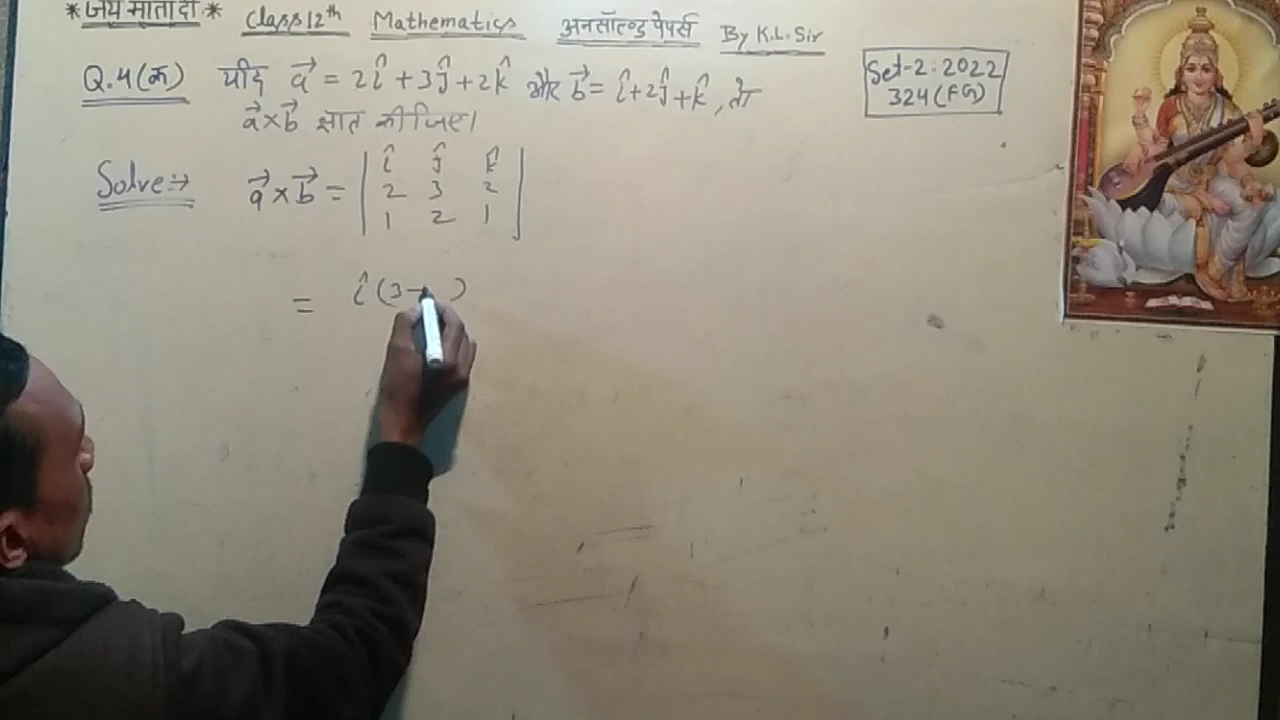 * जय माता दी * Class 12th Mathematics अनसॉल्व्ड पेपर्स By K.L. Sir
Q.4(क) यदि a⃗ = 2î + 3ĵ + 2k̂ और b⃗ = î + 2ĵ + k̂, तो
a⃗ × b⃗ ज्ञात कीजिए।
Set-2: 2022
324(FG)
Solve:→ a⃗ × b⃗ = | î ĵ k̂ |
| 2 3 2 |
| 1 2 1 |
= î (3 - )